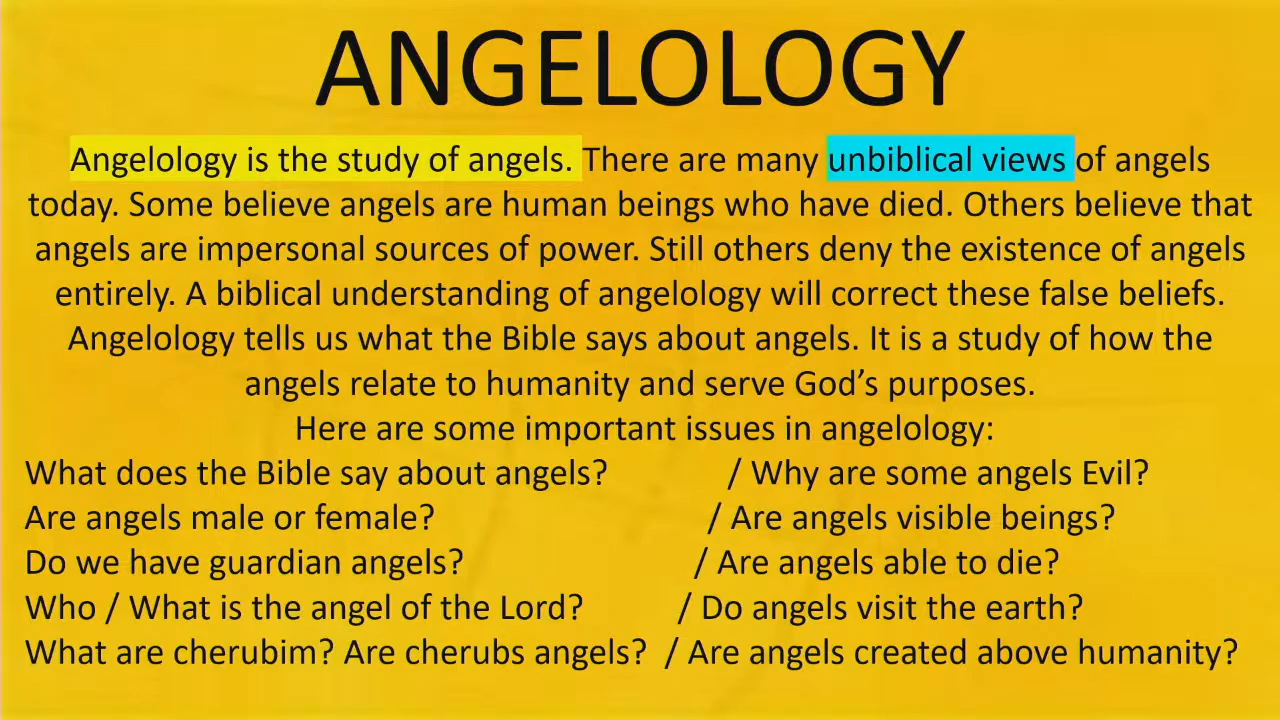 ANGELOLOGY
Angelology is the study of angels. There are many unbiblical views of angels
today. Some believe angels are human beings who have died. Others believe that
angels are impersonal sources of power. Still others deny the existence of angels
entirely. A biblical understanding of angelology will correct these false beliefs.
Angelology tells us what the Bible says about angels. It is a study of how the
angels relate to humanity and serve God’s purposes.
Here are some important issues in angelology:
What does the Bible say about angels? / Why are some angels Evil?
Are angels male or female? / Are angels visible beings?
Do we have guardian angels? / Are angels able to die?
Who / What is the angel of the Lord? / Do angels visit the earth?
What are cherubim? Are cherubs angels? / Are angels created above humanity?